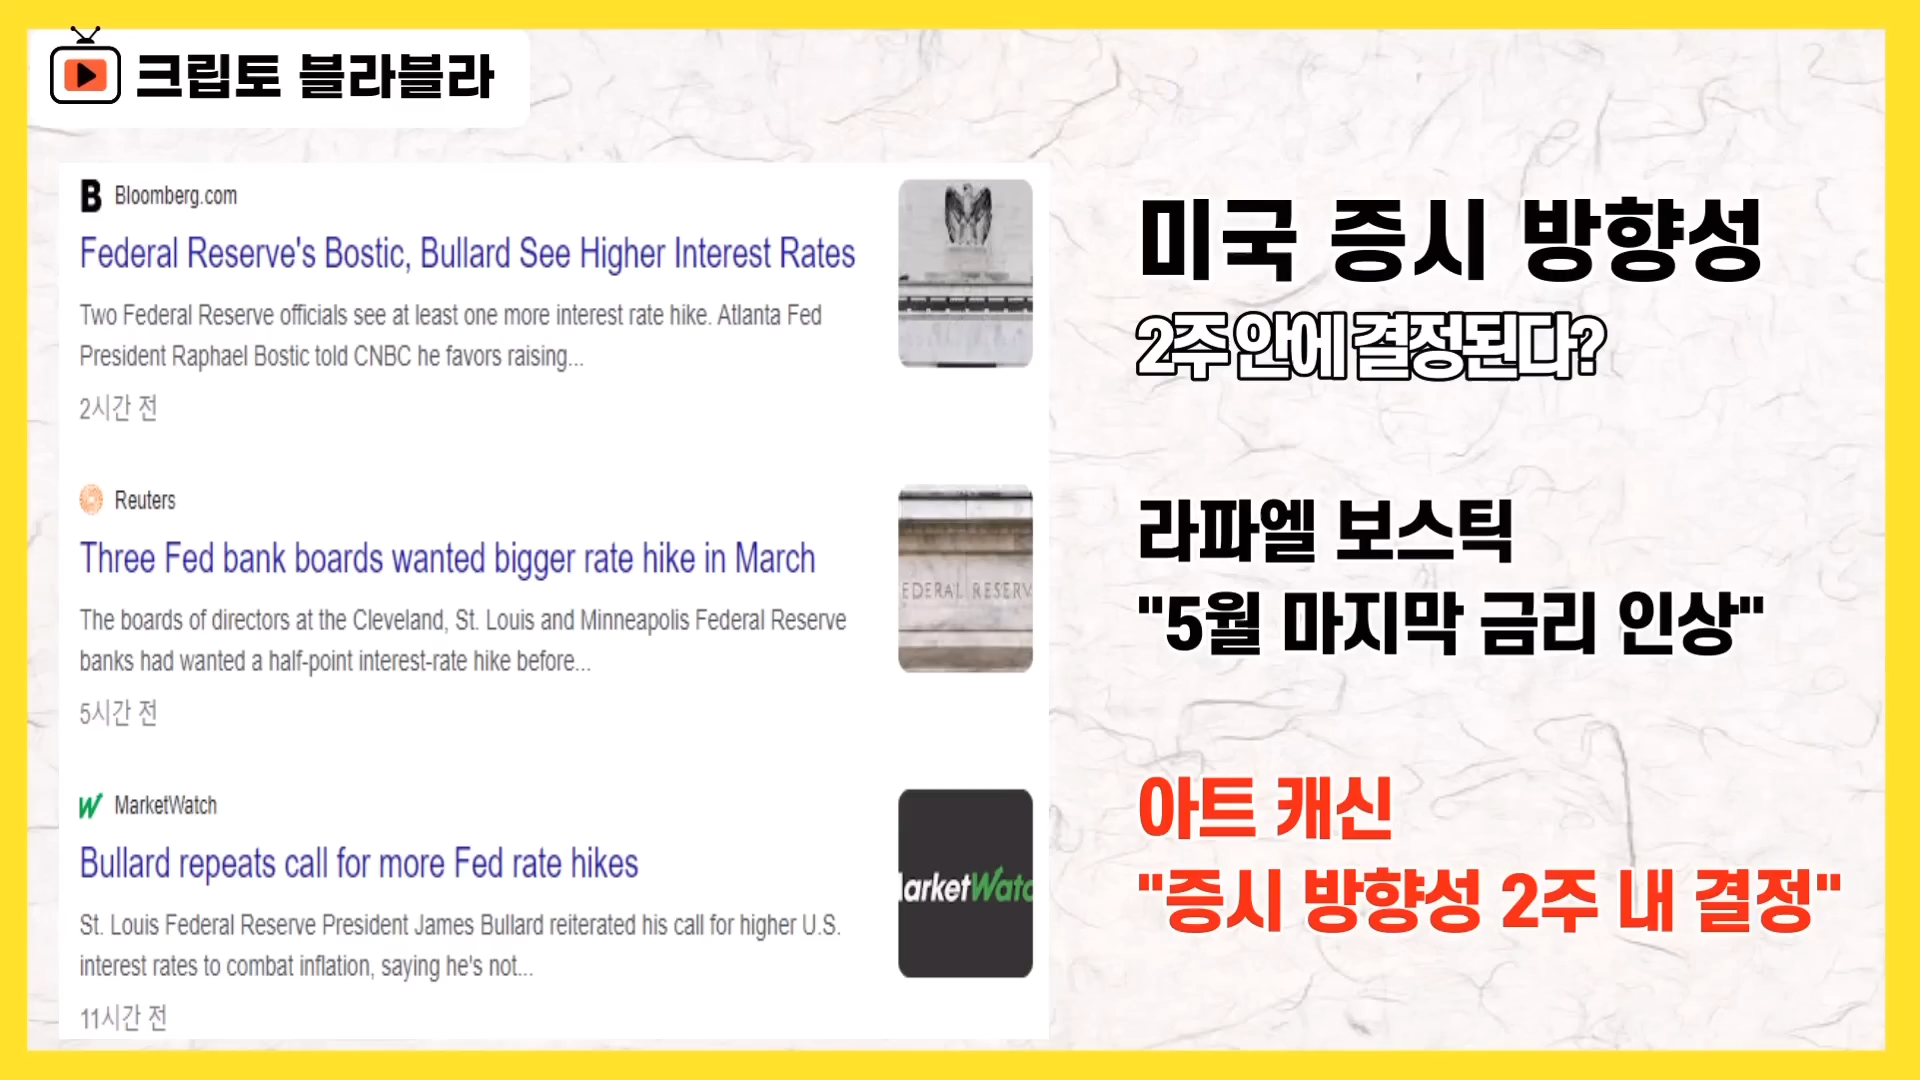 크립토 블라블라
Bloomberg.com
Federal Reserve's Bostic, Bullard See Higher Interest Rates
Two Federal Reserve officials see at least one more interest rate hike. Atlanta Fed
President Raphael Bostic told CNBC he favors raising...
2시간 전
Reuters
Three Fed bank boards wanted bigger rate hike in March
The boards of directors at the Cleveland, St. Louis and Minneapolis Federal Reserve
banks had wanted a half-point interest-rate hike before...
5시간 전
EDERAL RESERV
MarketWatch
Bullard repeats call for more Fed rate hikes
St. Louis Federal Reserve President James Bullard reiterated his call for higher U.S.
interest rates to combat inflation, saying he's not...
11시간 전
arketWatc
미국 증시 방향성
2주 안에 결정된다?
라파엘 보스틱
"5월 마지막 금리 인상"
아트 캐신
"증시 방향성 2주 내 결정"